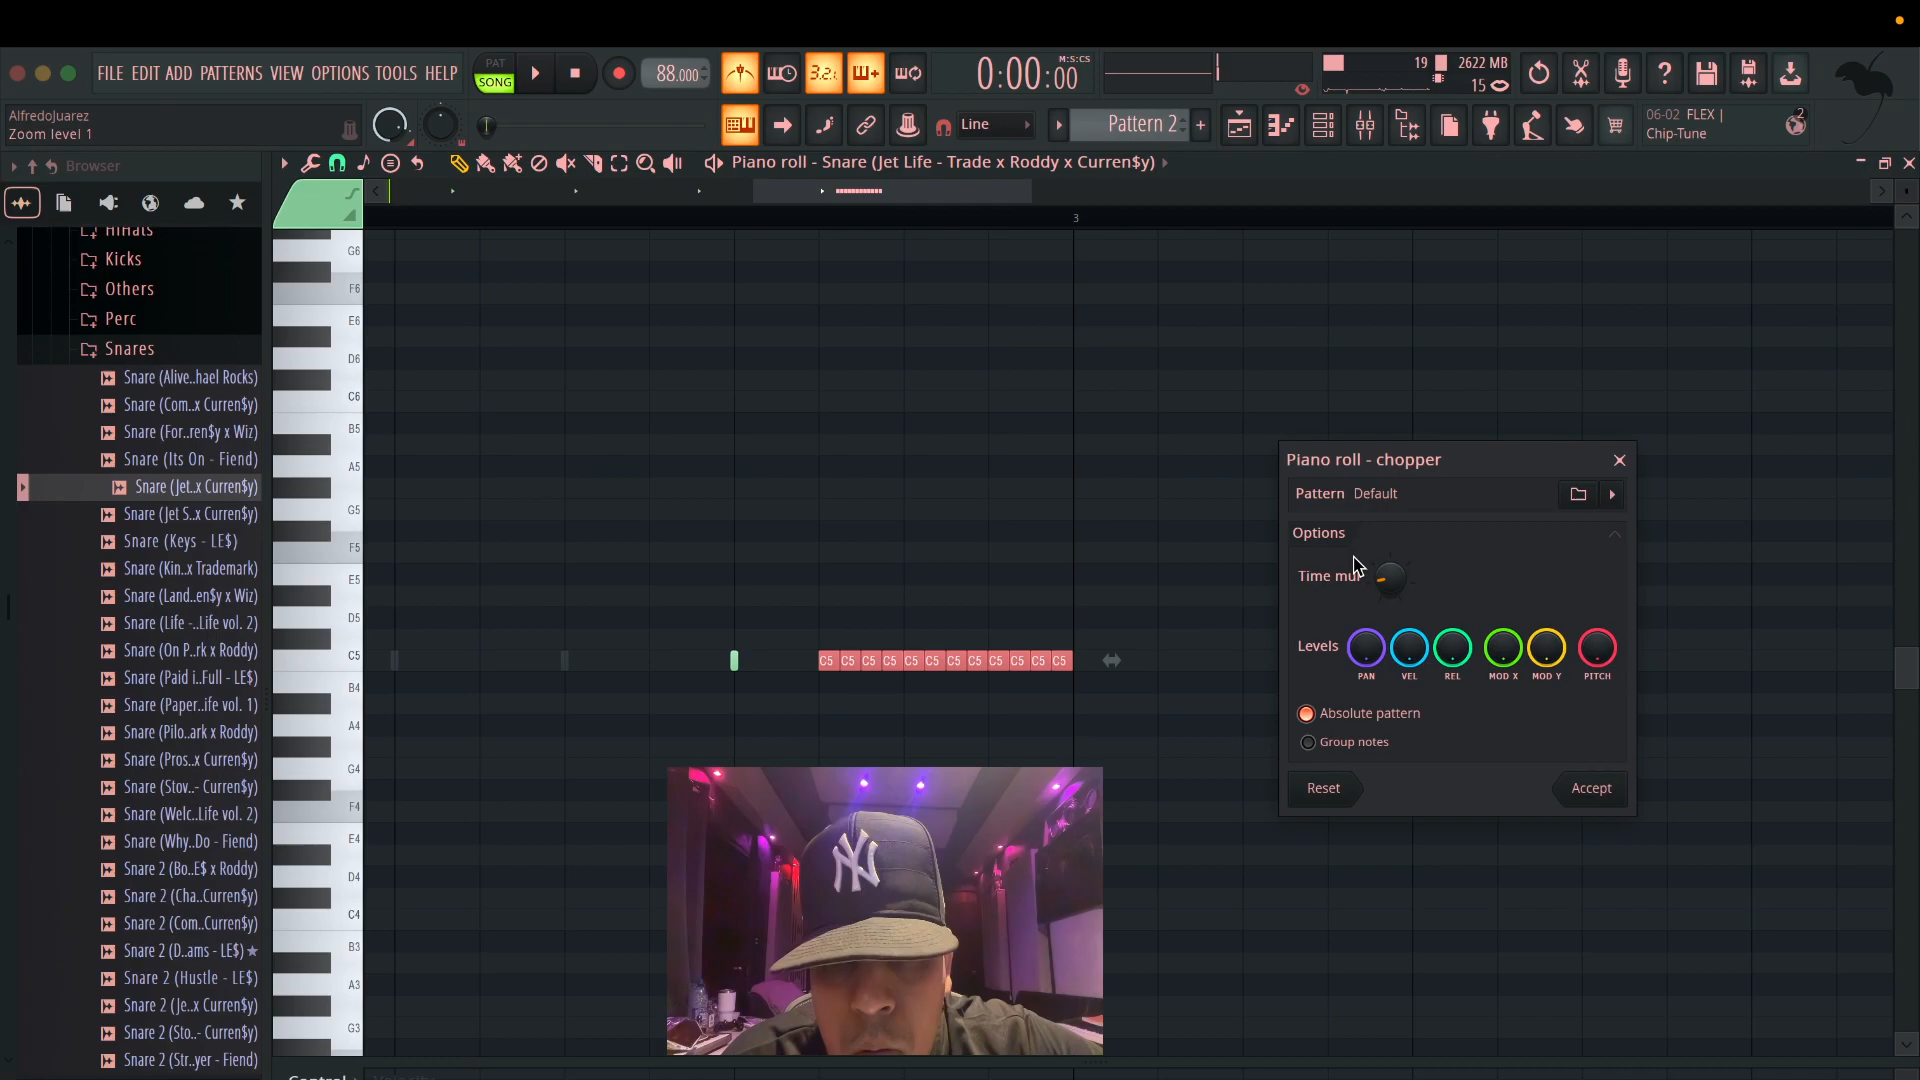 FILE EDIT ADD PATTERNS VIEW OPTIONS TOOLS HELP
PAT
SONG
88.000
3.2.
0:00:00
M:S:CS
19
2622 MB
15
AlfredoJuarez
Zoom level 1
Line
Pattern 2
06-02 FLEX |
Chip-Tune
2
Browser
Piano roll - Snare (Jet Life - Trade x Roddy x Curren$y)
3
HiHats
Kicks
Others
Perc
Snares
Snare (Alive..hael Rocks)
Snare (Com..x Curren$y)
Snare (For..ren$y x Wiz)
Snare (Its On - Fiend)
Snare (Jet..x Curren$y)
Snare (Jet S..x Curren$y)
Snare (Keys - LE$)
Snare (Kin..x Trademark)
Snare (Land..en$y x Wiz)
Snare (Life -..Life vol. 2)
Snare (On P..rk x Roddy)
Snare (Paid i..Full - LE$)
Snare (Paper..ife vol. 1)
Snare (Pilo..ark x Roddy)
Snare (Pros..x Curren$y)
Snare (Stov..- Curren$y)
Snare (Welc..Life vol. 2)
Snare (Why..Do - Fiend)
Snare 2 (Bo..E$ x Roddy)
Snare 2 (Cha..Curren$y)
Snare 2 (Com..Curren$y)
Snare 2 (D..ams - LE$)
Snare 2 (Hustle - LE$)
Snare 2 (Je..x Curren$y)
Snare 2 (Sto..- Curren$y)
Snare 2 (Str..yer - Fiend)
G6
F6
E6
D6
C6
B5
A5
G5
F5
E5
D5
C5
B4
A4
G4
F4
E4
D4
C4
B3
A3
G3
C5 C5 C5 C5 C5 C5 C5 C5 C5 C5 C5 C5
Piano roll - chopper
Pattern Default
Options
Time mul
Levels
PAN VEL REL MOD X MOD Y PITCH
Absolute pattern
Group notes
Reset
Accept
NY